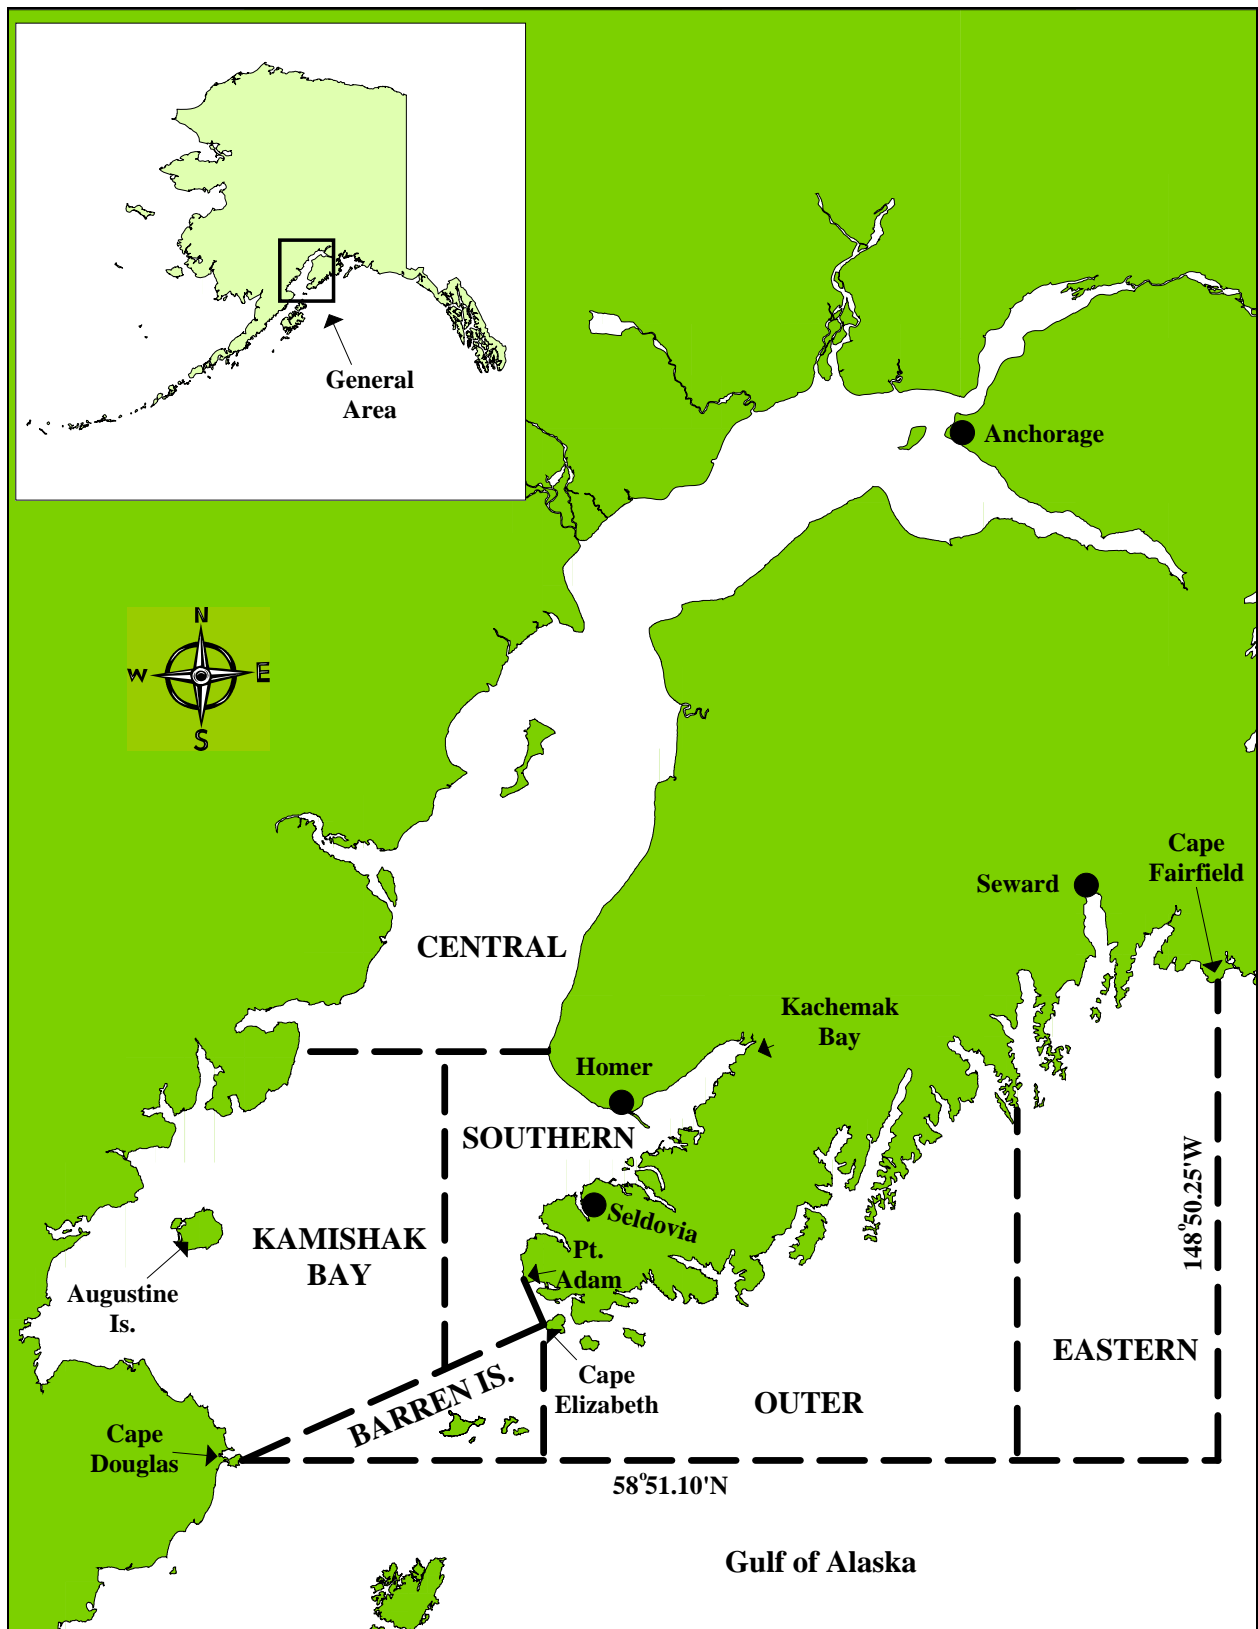 General
Area
Anchorage
N
W
E
S
Cape
Fairfield
Seward
CENTRAL
Kachemak
Bay
Homer
SOUTHERN
148°50.25'W
Seldovia
KAMISHAK
BAY
Pt.
Adam
Augustine
Is.
EASTERN
Cape
Elizabeth
BARREN IS.
OUTER
Cape
Douglas
58°51.10'N
Gulf of Alaska